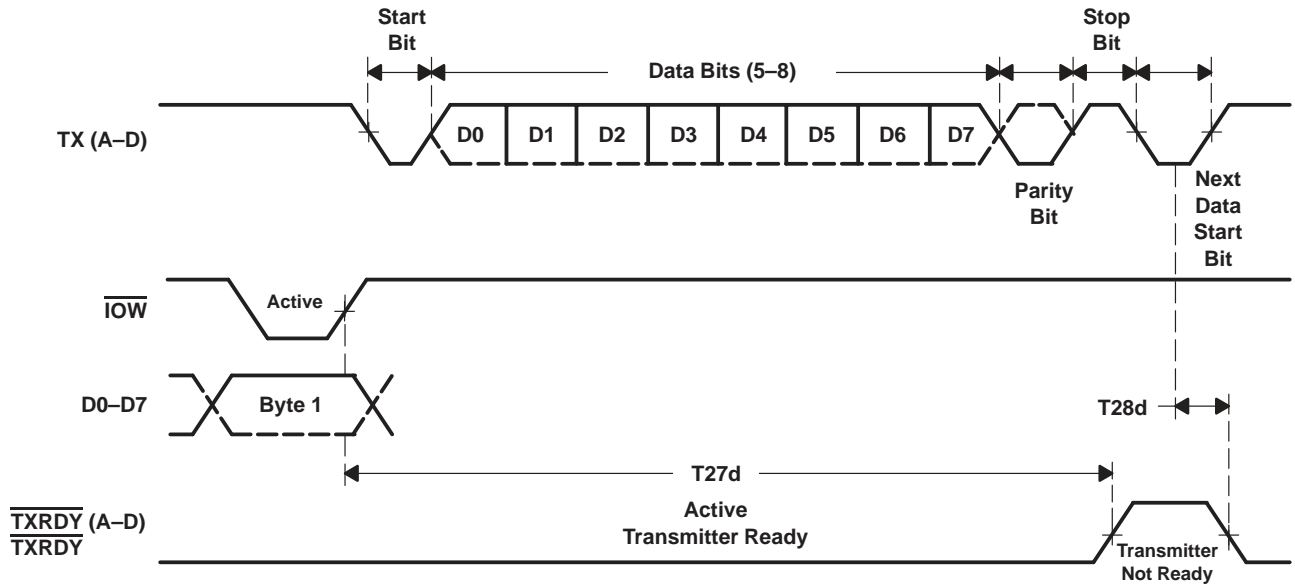 Start
Bit
Data Bits (5–8)
Stop
Bit
TX (A–D)
D0 D1 D2 D3 D4 D5 D6 D7
Parity
Bit
Next
Data
Start
Bit
IOW
Active
D0–D7
Byte 1
T28d
T27d
TXRDY (A–D)
TXRDY
Active
Transmitter Ready
Transmitter
Not Ready